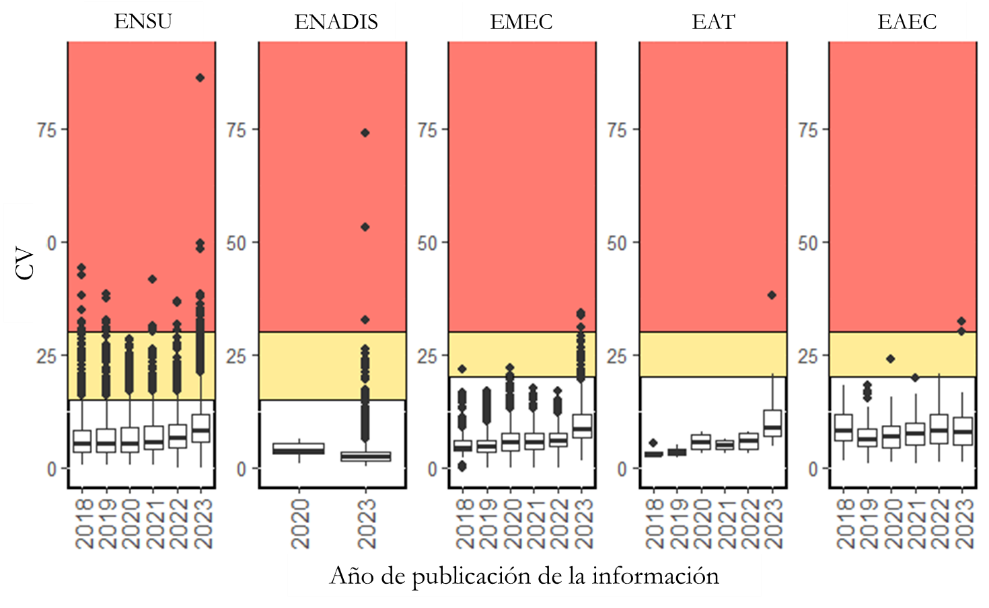 ENSU ENADIS EMEC EAT EAEC
75 75 75 75 75
0 50 50 50 50
25 25 25 25 25
0 0 0 0 0
CV
2018 2019 2020 2021 2022 2023
2020 2023
2018 2019 2020 2021 2022 2023
2018 2019 2020 2021 2022 2023
2018 2019 2020 2021 2022 2023
Año de publicación de la información